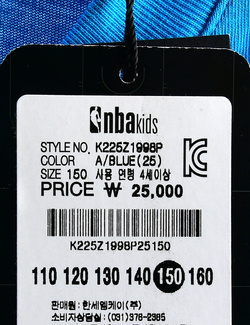 nbakids
STYLE NO. K225Z1998P
COLOR A/BLUE(25)
SIZE 150 사용 연령 4세이상
PRICE ₩ 25,000
K225Z1998P25150
110 120 130 140 150 160
판매원 : 한세엠케이(주)
소비자상담실 : (031)976-2365